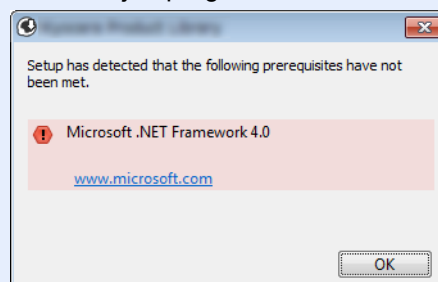 Setup has detected that the following prerequisites have not
been met.
Microsoft .NET Framework 4.0
www.microsoft.com
OK